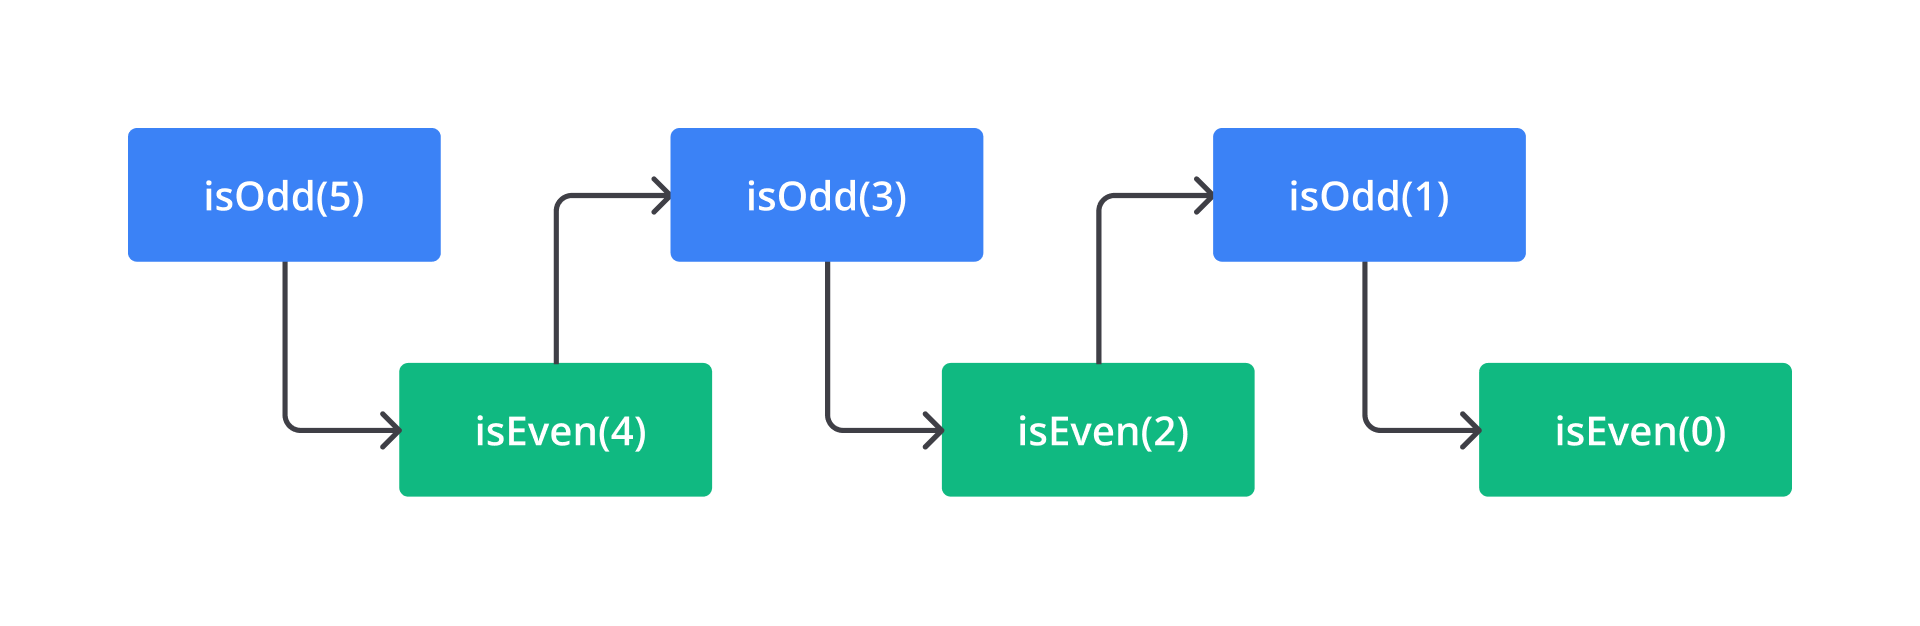 isOdd(5)
isOdd(3)
isOdd(1)
isEven(4)
isEven(2)
isEven(0)